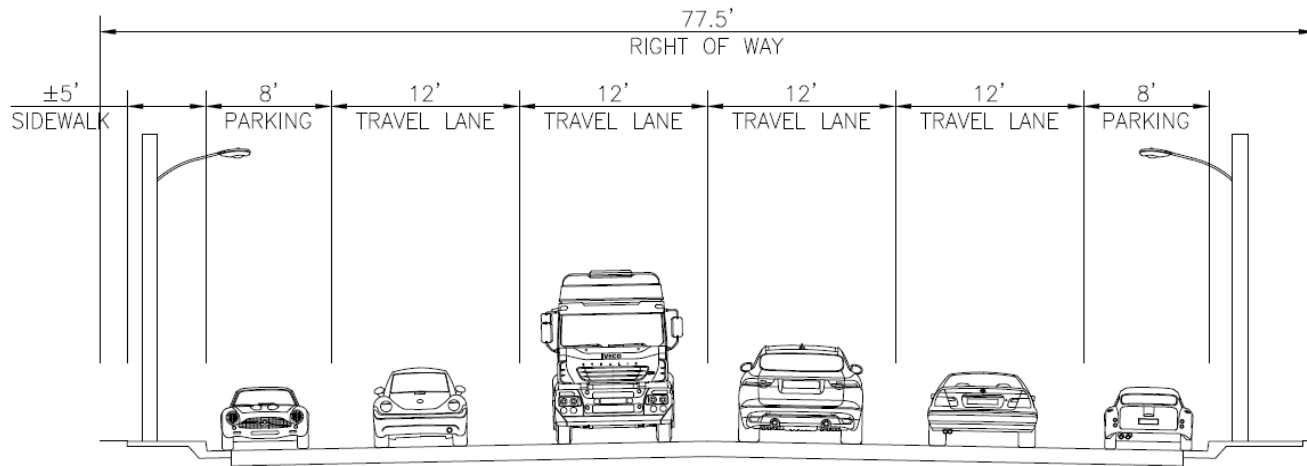 77.5'
RIGHT OF WAY
±5' 8' 12' 12' 12' 12' 8'
SIDEWALK PARKING TRAVEL LANE TRAVEL LANE TRAVEL LANE TRAVEL LANE PARKING
IVECO